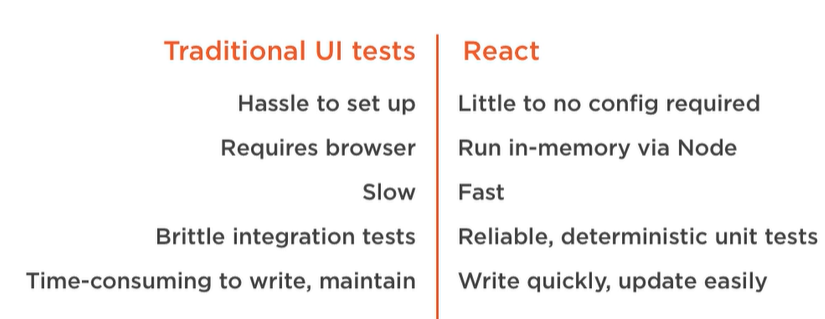 Traditional UI tests React
Hassle to set up Little to no config required
Requires browser Run in-memory via Node
Slow Fast
Brittle integration tests Reliable, deterministic unit tests
Time-consuming to write, maintain Write quickly, update easily